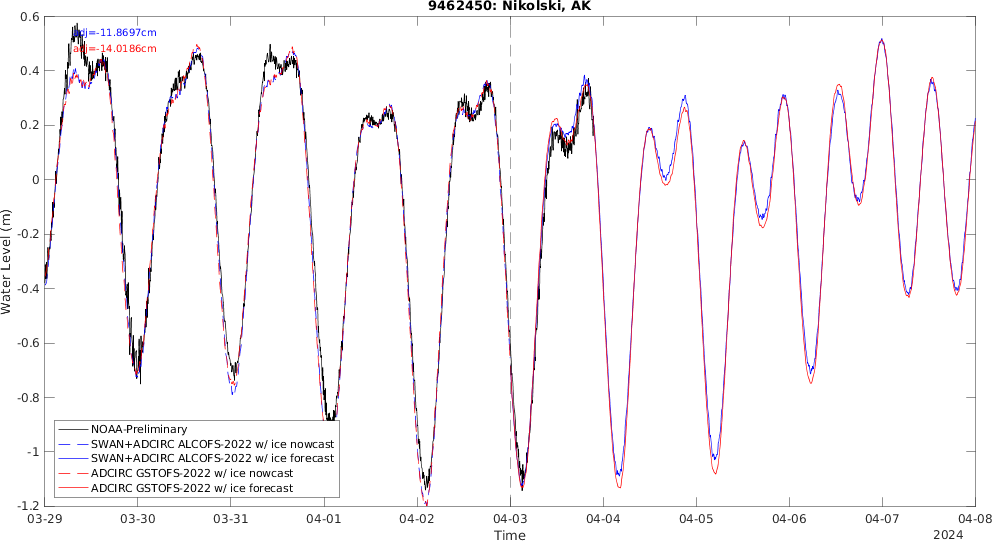 9462450: Nikolski, AK
adj=-11.8697cm
adj=-14.0186cm
Water Level (m)
0.6
0.4
0.2
0
-0.2
-0.4
-0.6
-0.8
-1
-1.2
NOAA-Preliminary
SWAN+ADCIRC ALCOFS-2022 w/ ice nowcast
SWAN+ADCIRC ALCOFS-2022 w/ ice forecast
ADCIRC GSTOFS-2022 w/ ice nowcast
ADCIRC GSTOFS-2022 w/ ice forecast
03-29 03-30 03-31 04-01 04-02 04-03 04-04 04-05 04-06 04-07 04-08
Time
2024